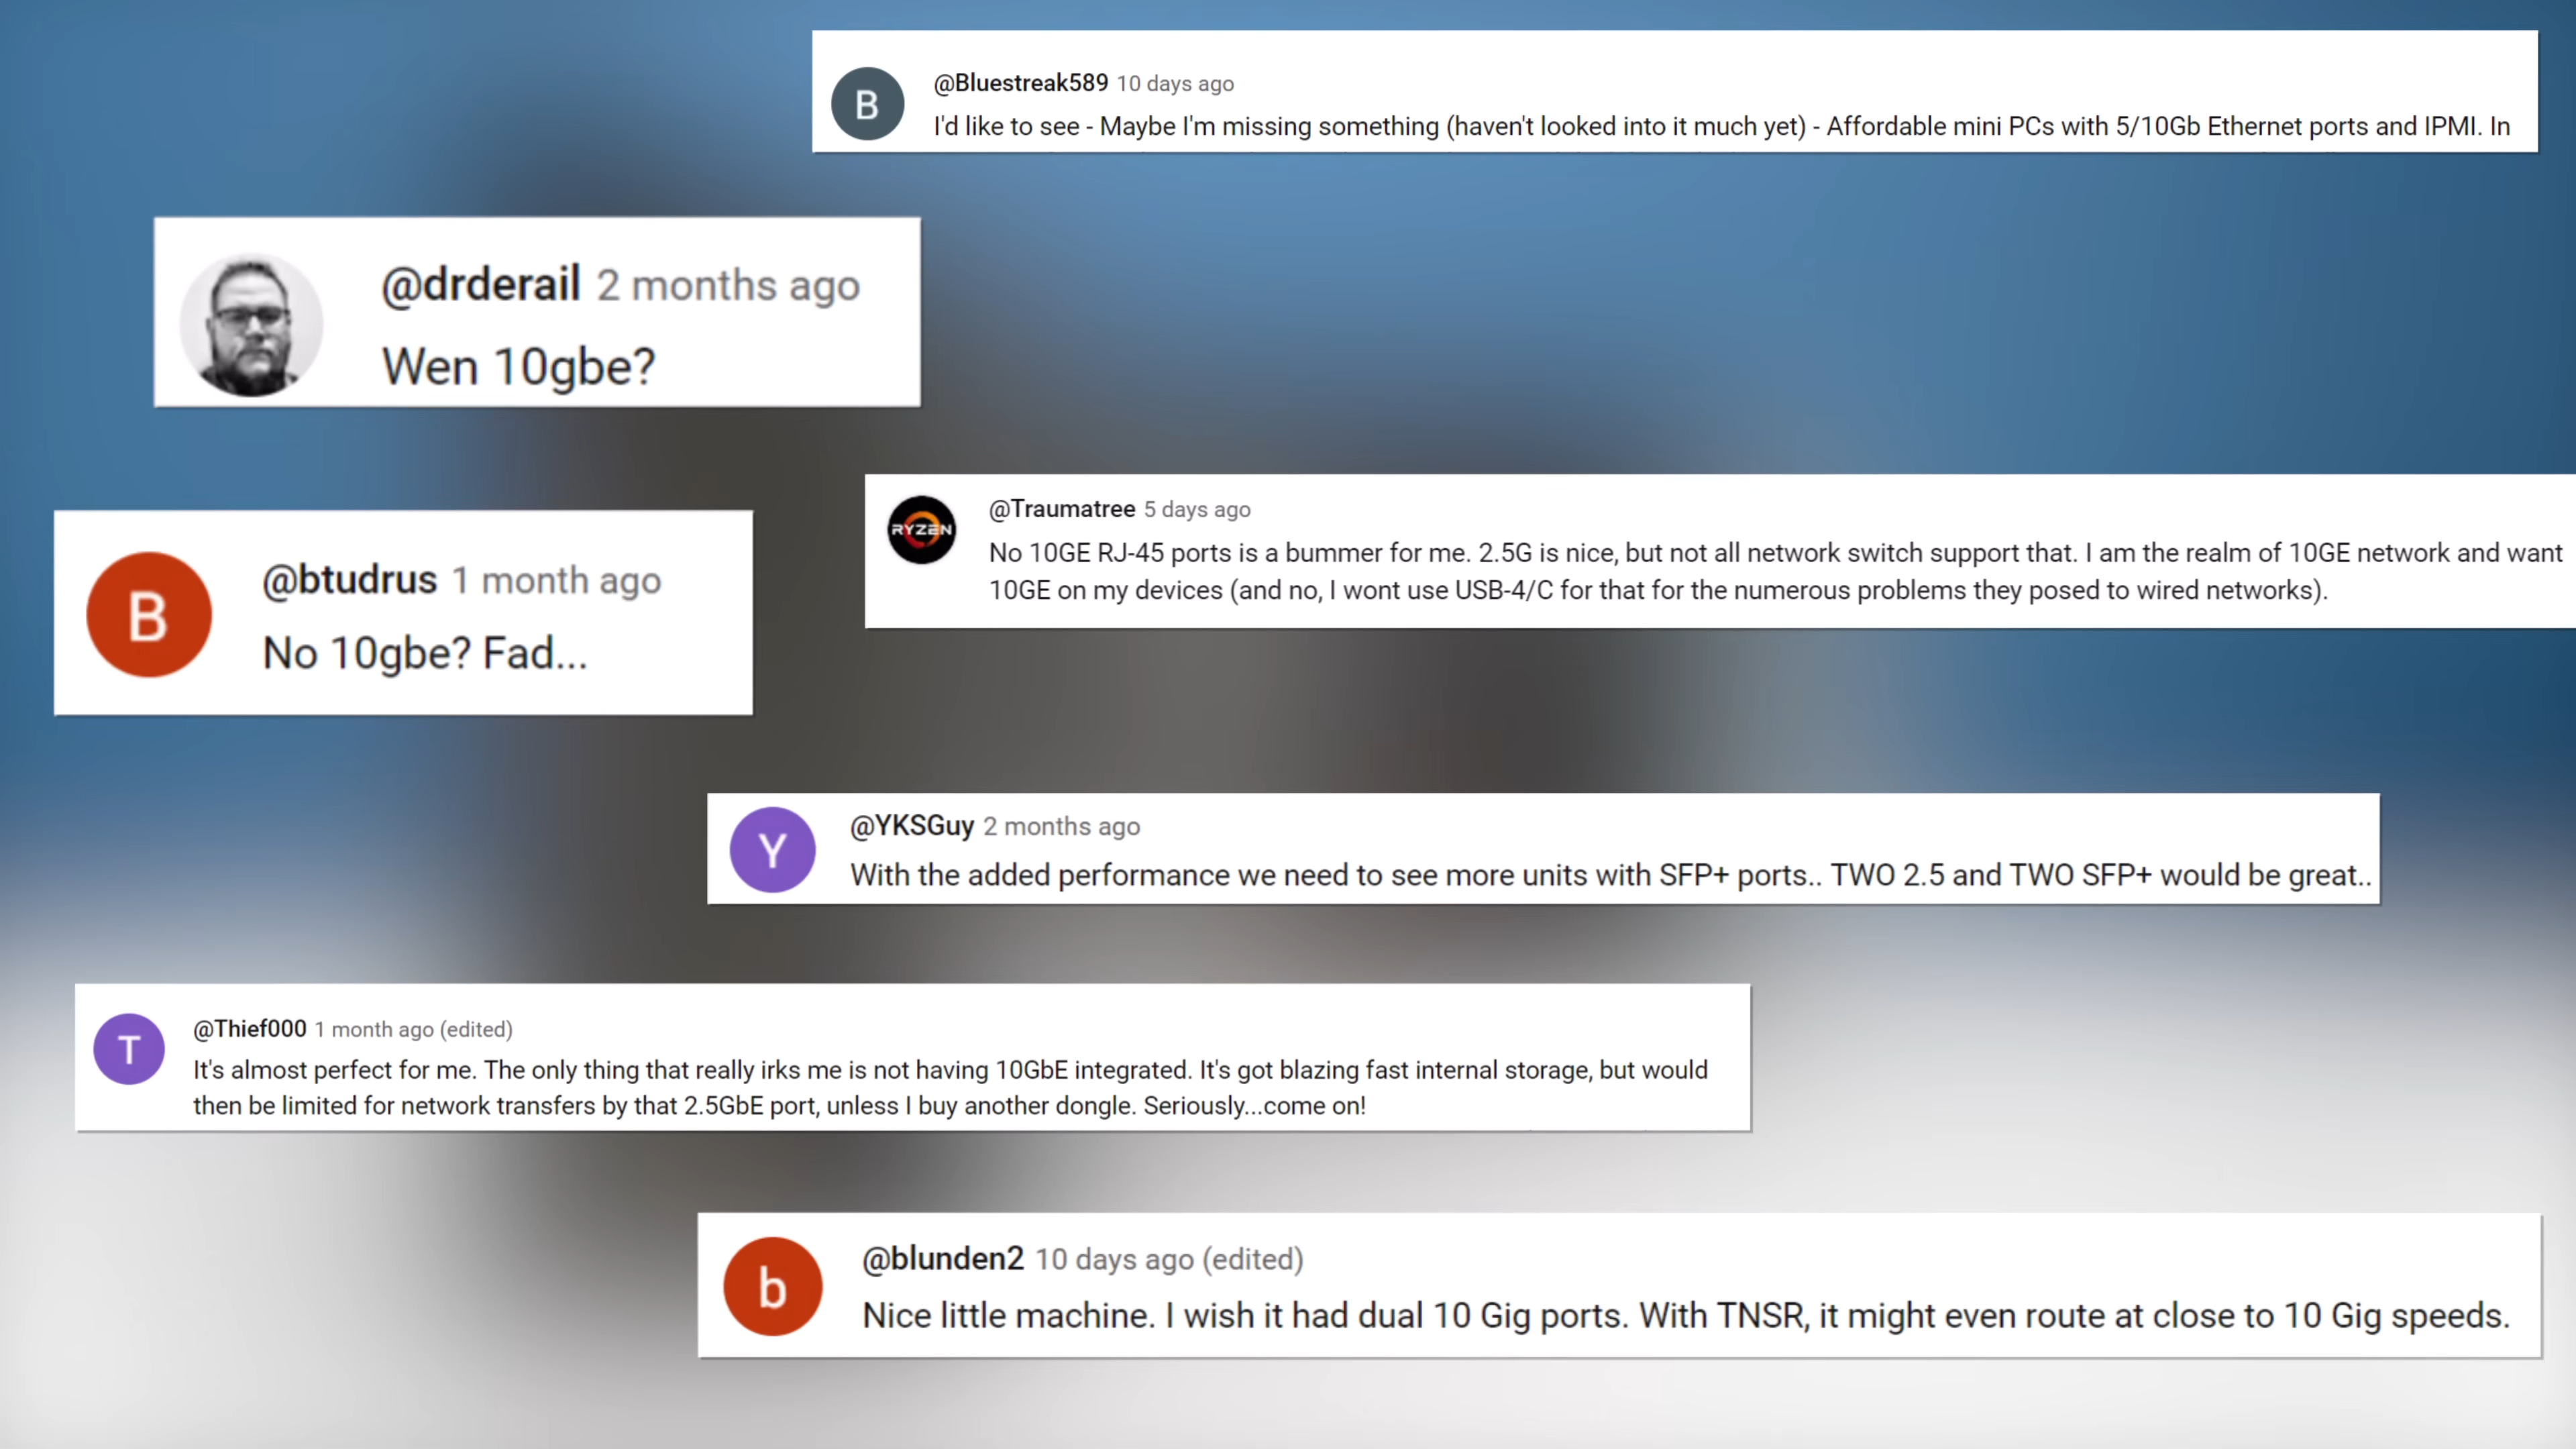 B
@Bluestreak589 10 days ago
I'd like to see - Maybe I'm missing something (haven't looked into it much yet) - Affordable mini PCs with 5/10Gb Ethernet ports and IPMI. In
@drderail 2 months ago
Wen 10gbe?
RYZEN
@Traumatree 5 days ago
No 10GE RJ-45 ports is a bummer for me. 2.5G is nice, but not all network switch support that. I am the realm of 10GE network and want
10GE on my devices (and no, I wont use USB-4/C for that for the numerous problems they posed to wired networks).
B
@btudrus 1 month ago
No 10gbe? Fad...
Y
@YKSGuy 2 months ago
With the added performance we need to see more units with SFP+ ports.. TWO 2.5 and TWO SFP+ would be great..
T
@Thief000 1 month ago (edited)
It's almost perfect for me. The only thing that really irks me is not having 10GbE integrated. It's got blazing fast internal storage, but would
then be limited for network transfers by that 2.5GbE port, unless I buy another dongle. Seriously...come on!
b
@blunden2 10 days ago (edited)
Nice little machine. I wish it had dual 10 Gig ports. With TNSR, it might even route at close to 10 Gig speeds.